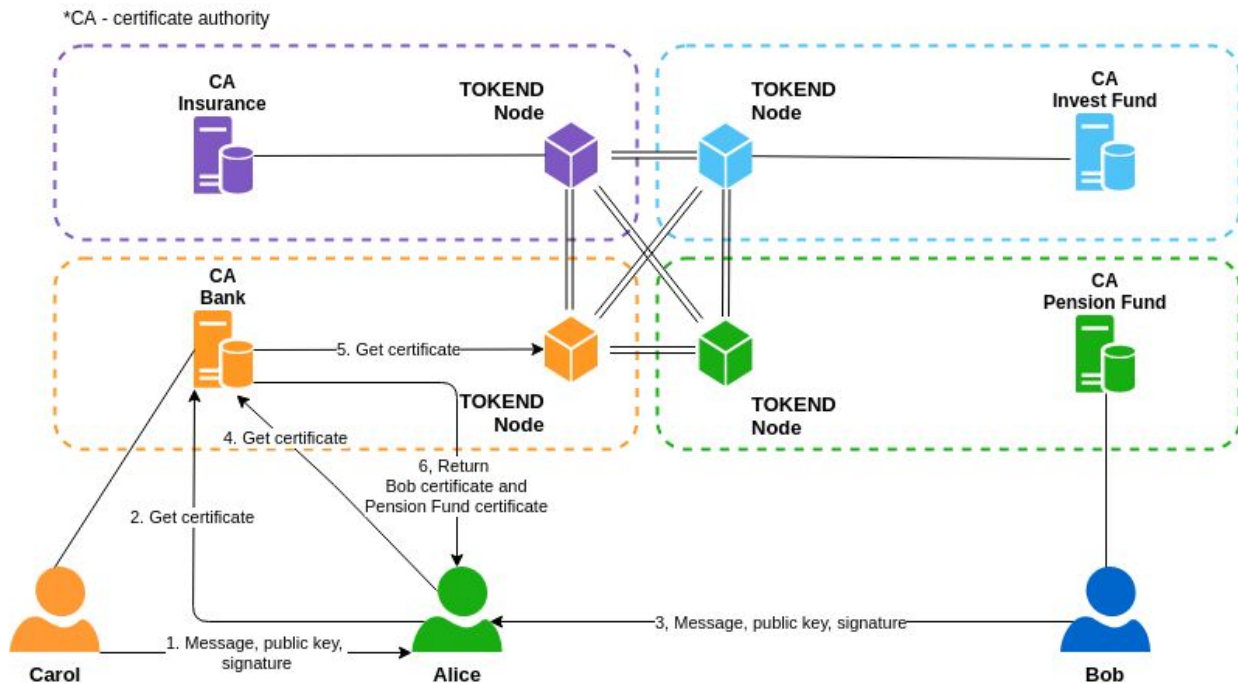 *CA - certificate authority
CA
Insurance
TOKEND
Node
TOKEND
Node
CA
Invest Fund
CA
Bank
CA
Pension Fund
5. Get certificate
TOKEND
Node
TOKEND
Node
4. Get certificate
6, Return
Bob certificate and
Pension Fund certificate
2. Get certificate
3, Message, public key, signature
1. Message, public key,
signature
Carol
Alice
Bob